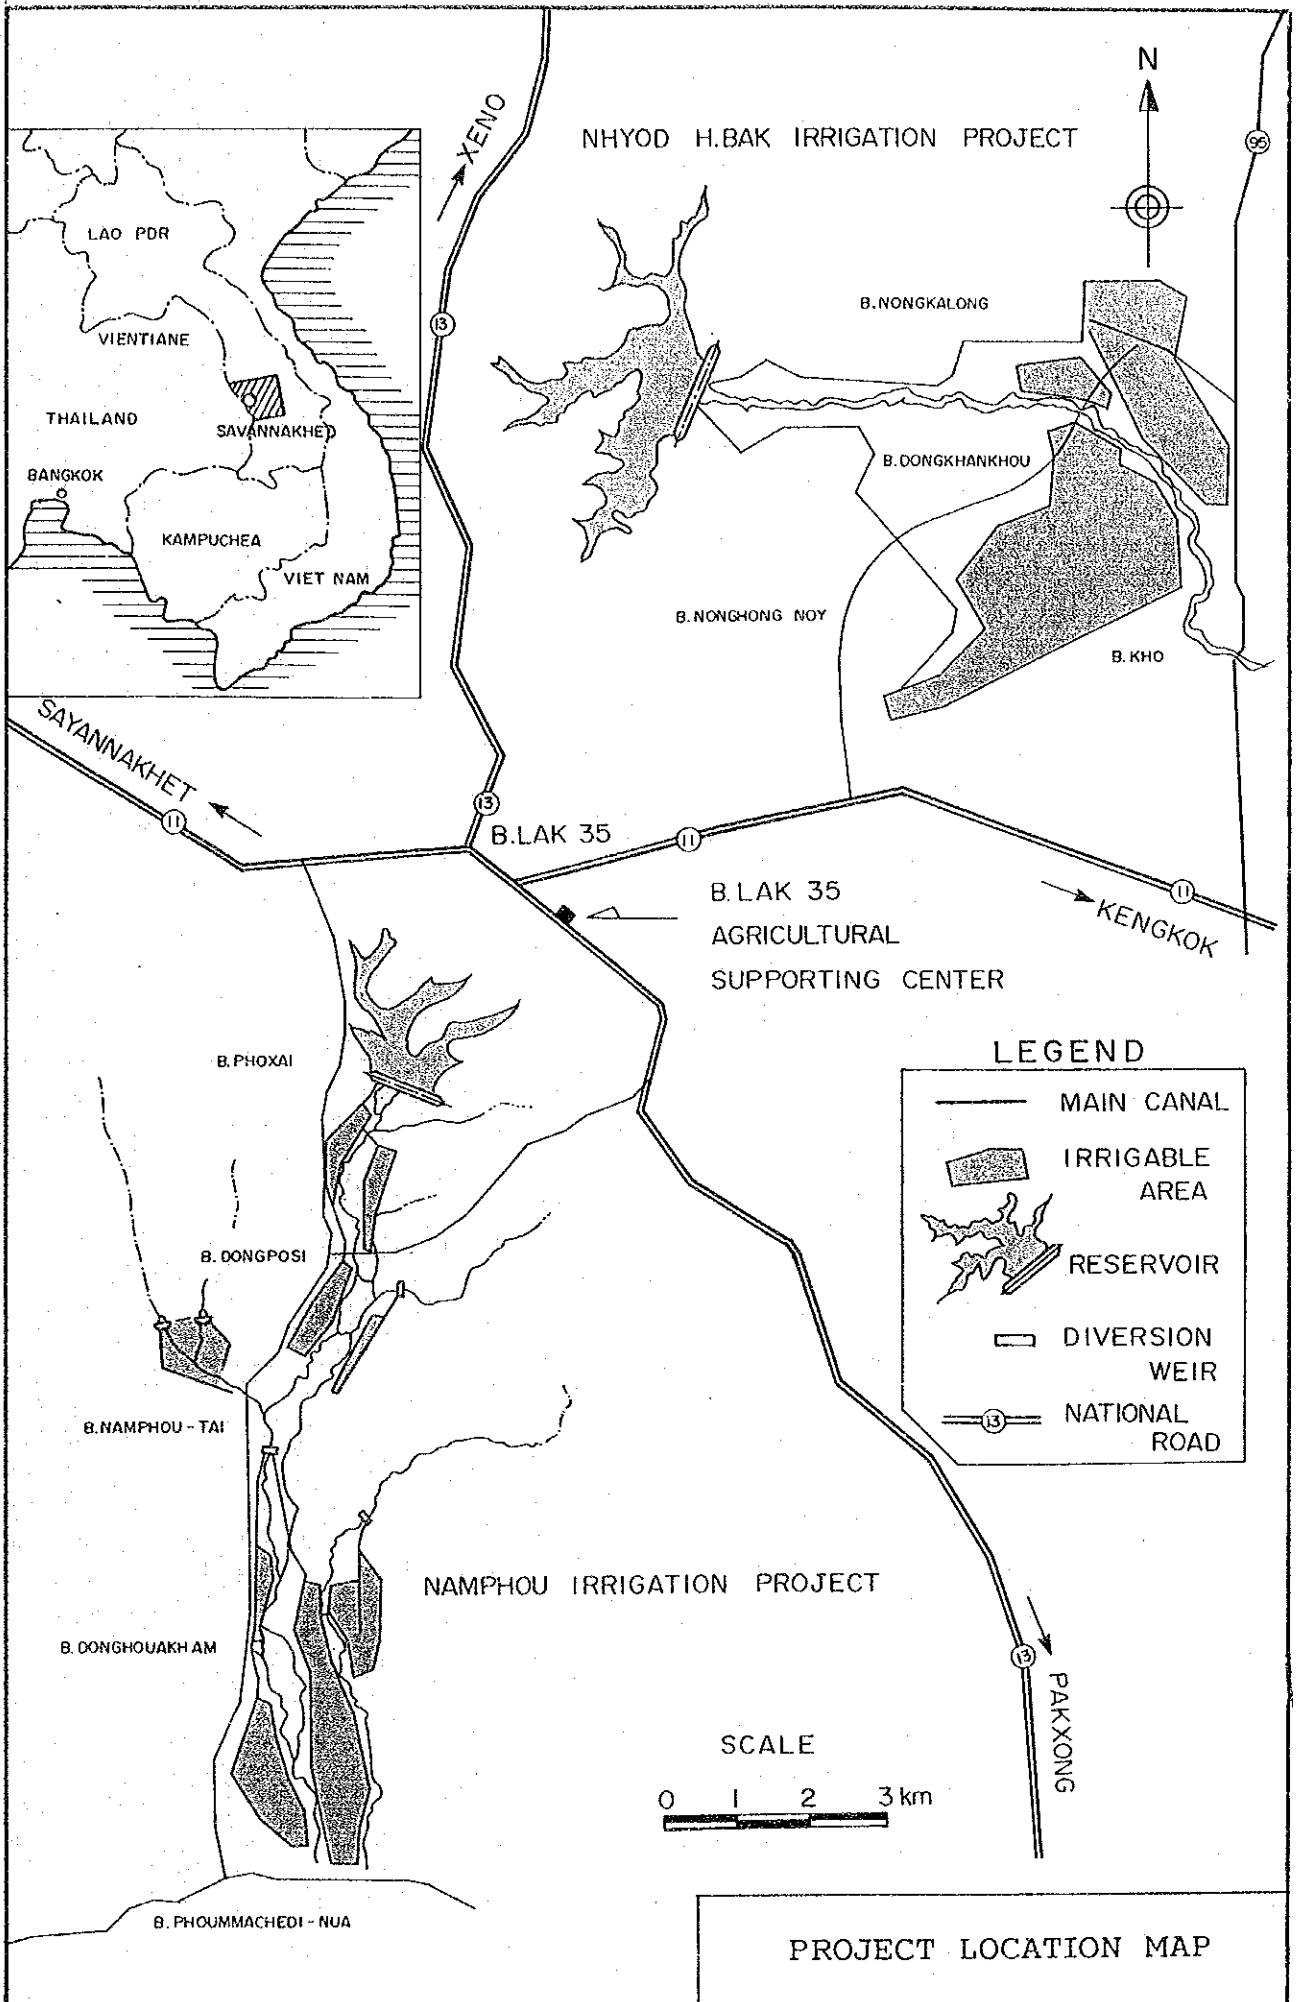 N
XENO
NHYOD H.BAK IRRIGATION PROJECT
95
LAO PDR
VIENTIANE
THAILAND
SAVANNAKHED
BANGKOK
KAMPUCHEA
VIET NAM
13
B.NONGKALONG
B.DONGKHANKHOU
B.NONGHONG NOY
B.KHO
SAYANNAKHET
11
13
B.LAK 35
11
11
KENGKOK
B.LAK 35
AGRICULTURAL
SUPPORTING CENTER
B.PHOXAI
B.DONGPOSI
B.NAMPHOU-TAI
LEGEND
MAIN CANAL
IRRIGABLE
AREA
RESERVOIR
DIVERSION
WEIR
13
NATIONAL
ROAD
NAMPHOU IRRIGATION PROJECT
B.DONGHOUAKHAM
13
PAKXONG
SCALE
0 1 2 3 km
B.PHOUMMACHEDI-NUA
PROJECT LOCATION MAP